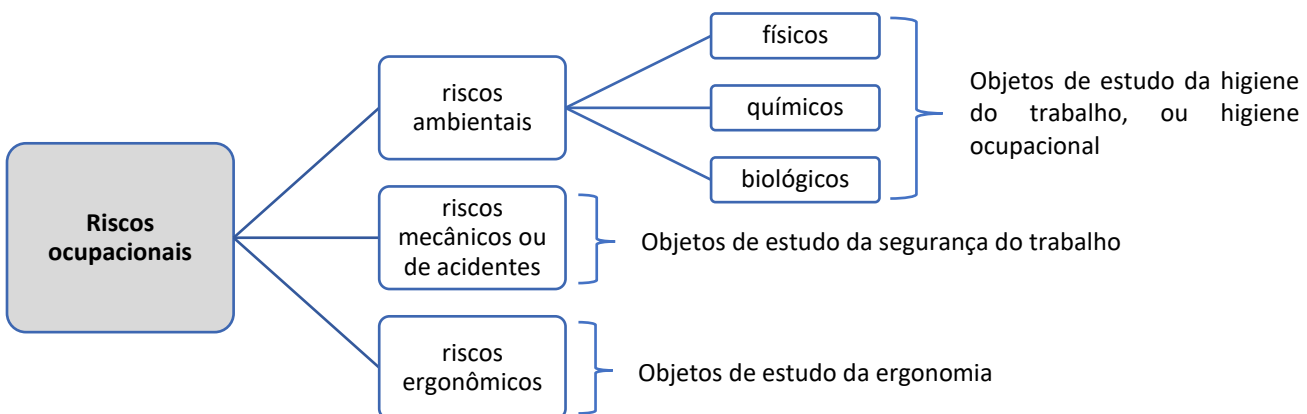 Riscos
ocupacionais
riscos
ambientais
físicos
químicos
biológicos
Objetos de estudo da higiene
do trabalho, ou higiene
ocupacional
riscos
mecânicos ou
de acidentes
Objetos de estudo da segurança do trabalho
riscos
ergonômicos
Objetos de estudo da ergonomia